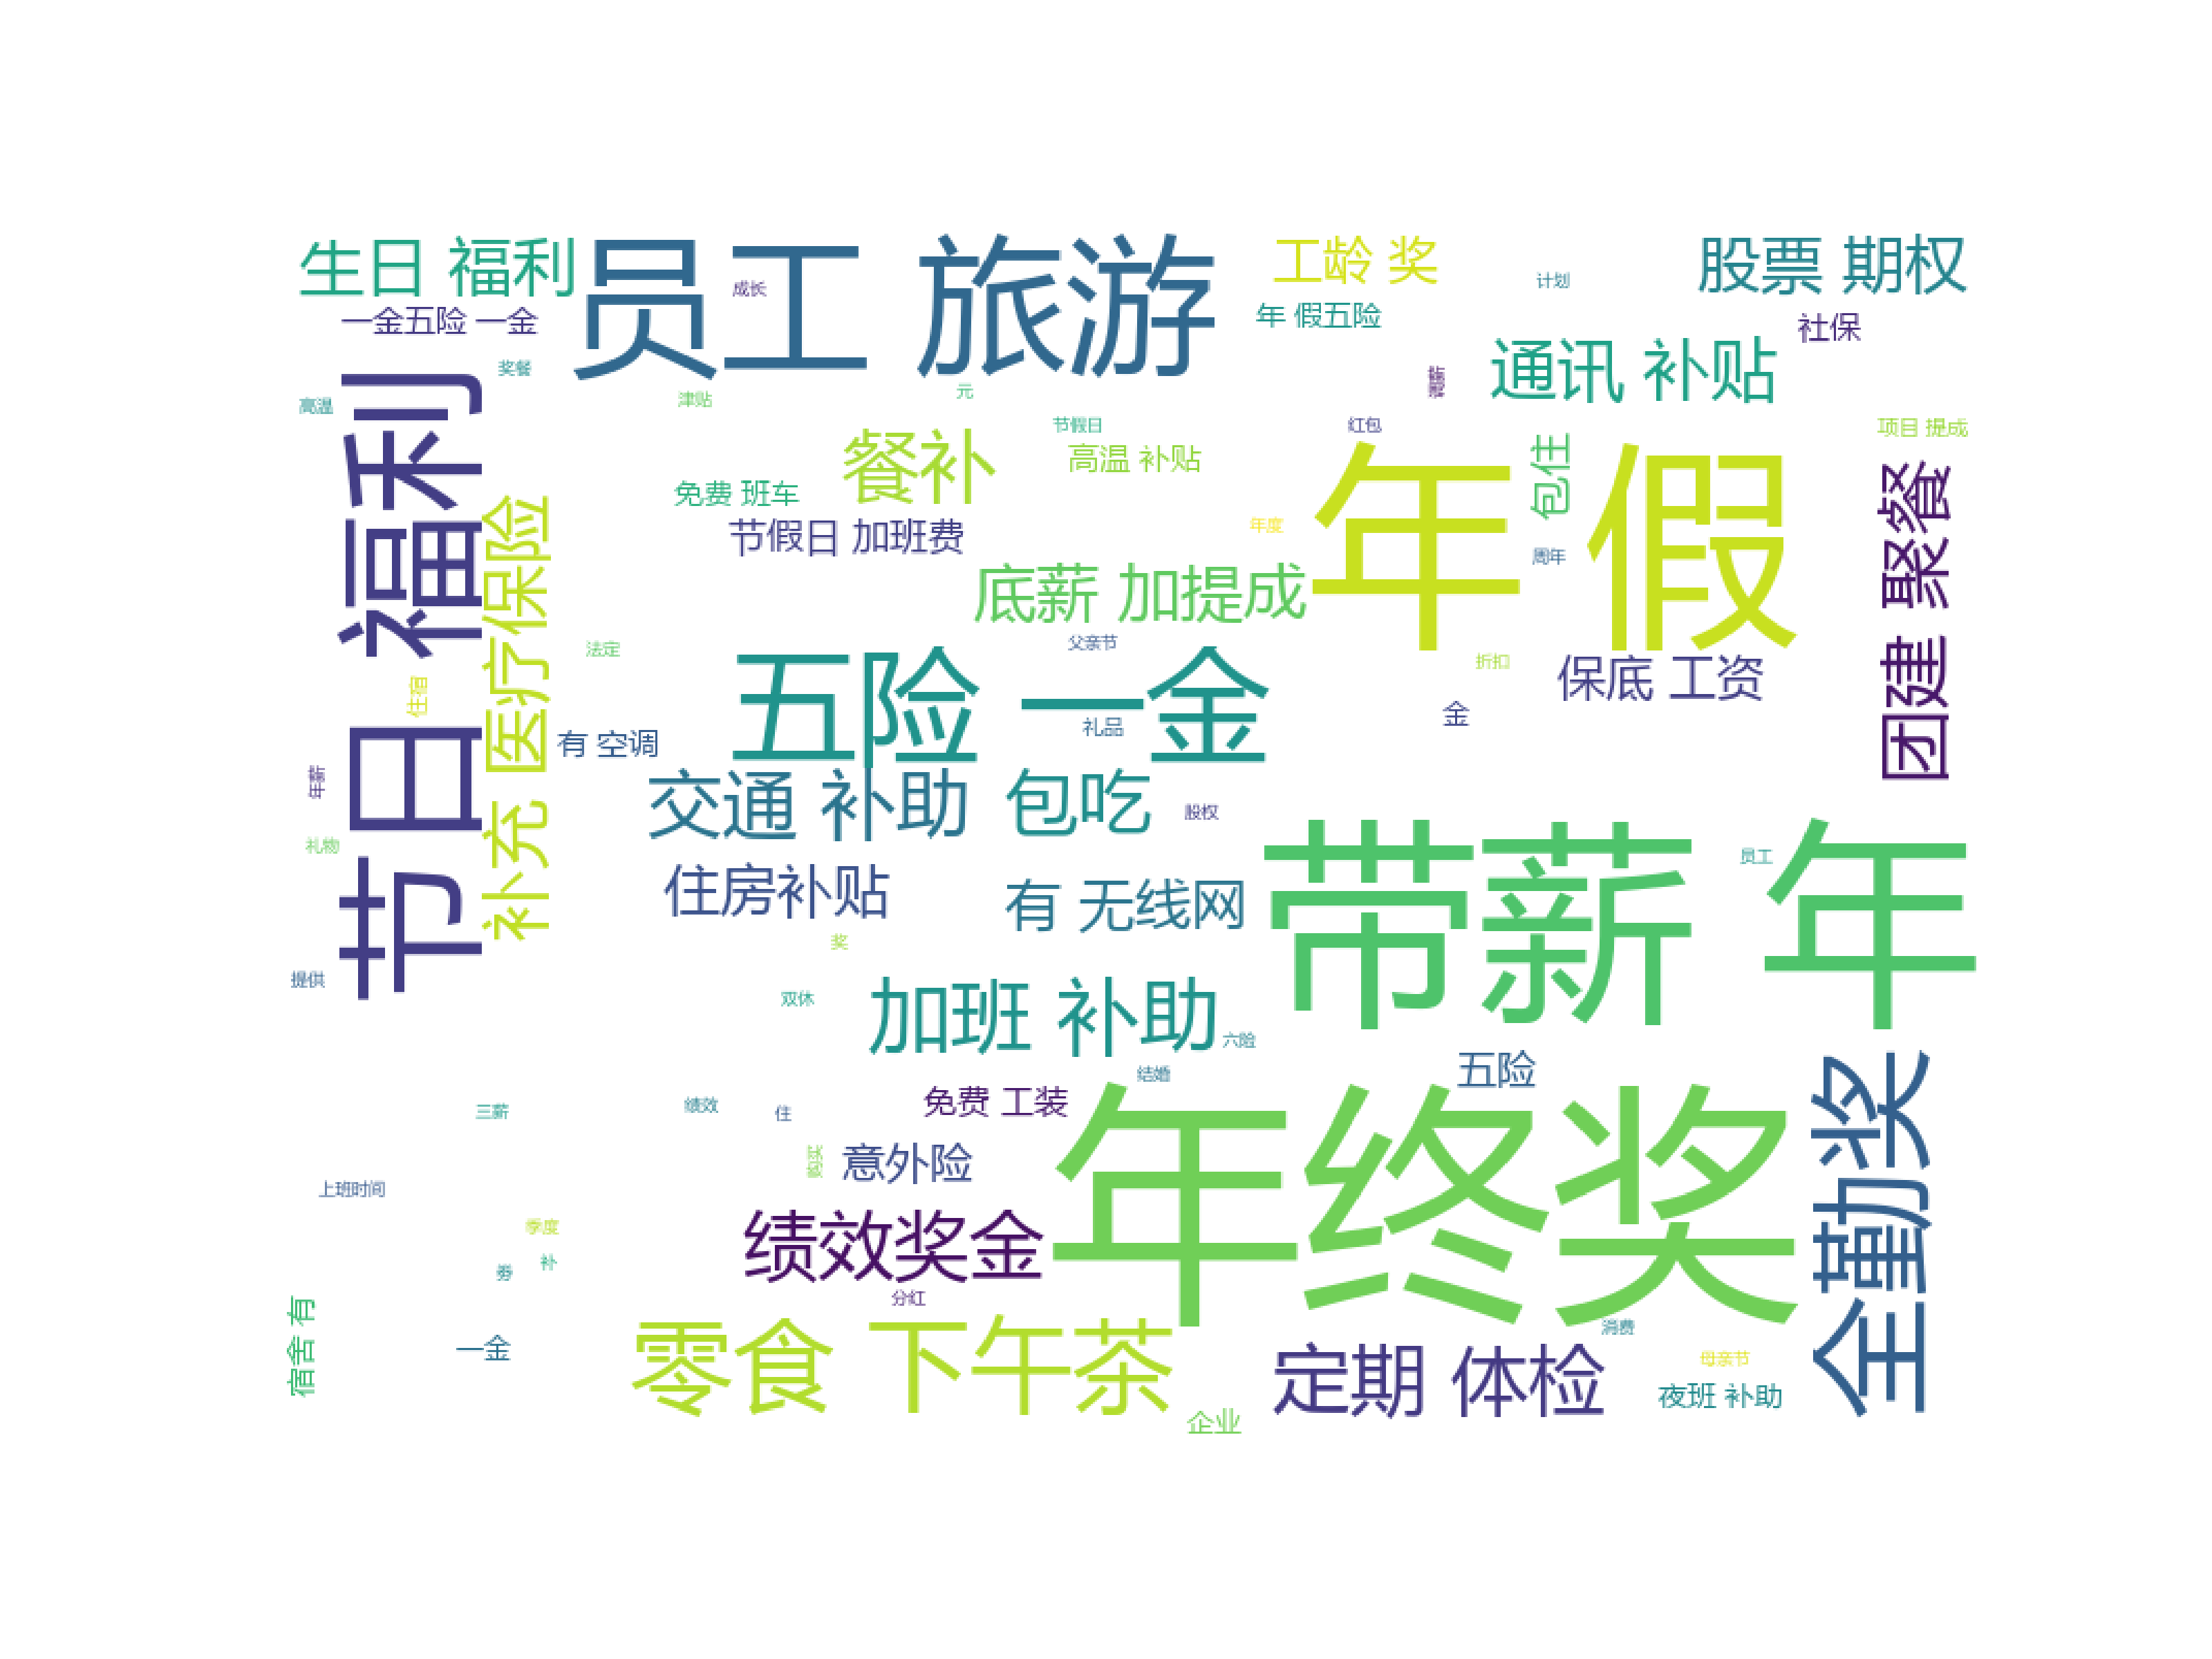 员工 旅游
生日 福利
工龄 奖
股票 期权
成长
计划
一金五险 一金
年 假五险
社保
奖餐
通讯 补贴
高温
津贴
元
节假日
红包
项目 提成
餐补
高温 补贴
年 假
包住
团建 聚餐
节日 福利
补充 医疗保险
免费 班车
节假日 加班费
年度
周年
底薪 加提成
法定
父亲节
折扣
五险 一金
保底 工资
住宿
礼品
金
有 空调
交通 补助
包吃
股权
礼物
带薪 年
员工
住房补贴
有 无线网
奖
提供
双休
加班 补助
六险
五险
结婚
三薪
绩效
住
免费 工装
年终奖
全勤奖
购买
意外险
上班时间
绩效奖金
季度
补
券
分红
宿舍 有
一金
零食 下午茶
定期 体检
消费
母亲节
夜班 补助
企业